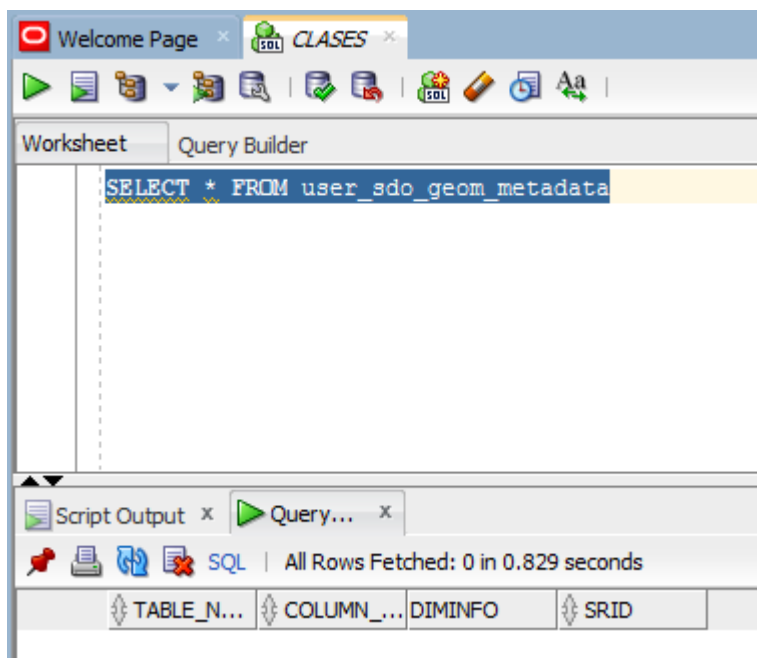 Welcome Page CLASES
Worksheet Query Builder
SELECT * FROM user_sdo_geom_metadata
Script Output Query...
SQL All Rows Fetched: 0 in 0.829 seconds
TABLE_N... COLUMN_... DIMINFO SRID